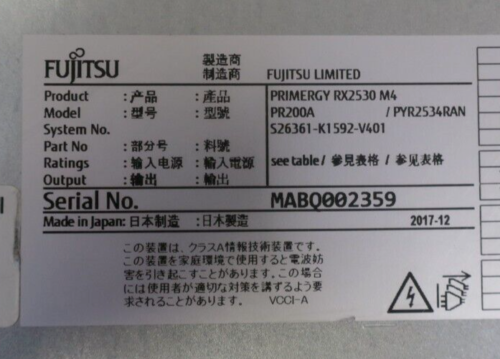 FUJITSU 製造商 制造商 FUJITSU LIMITED
Product :产品 :產品 PRIMERGY RX2530 M4
Model :型号 :型號 PR200A / PYR2534RAN
System No. S26361-K1592-V401
Part No :部分号 :料號
Ratings :输入电源 :輸入電源 see table / 參見表格 / 参见表格
Output :输出 :輸出
Serial No. MABQ002359
Made in Japan :日本制造 :日本製造 2017-12
この装置は、クラスA情報技術装置です。
この装置を家庭環境で使用すると電波妨
害を引き起こすことがあります。この場合
には使用者が適切な対策を講ずるよう要
求されることがあります。 VCCI-A